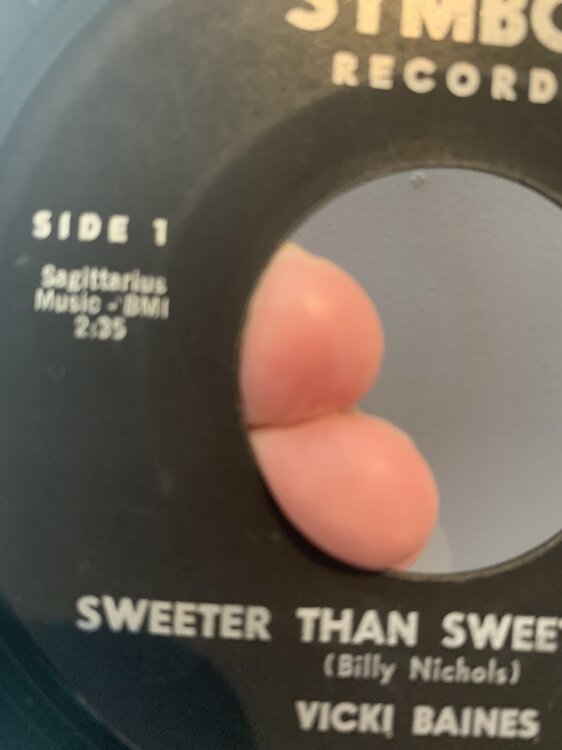 SYMBO
RECORD
SIDE 1
Sagittarius
Music - BMI
2:35
SWEETER THAN SWEET
(Billy Nichols)
VICKI BAINES